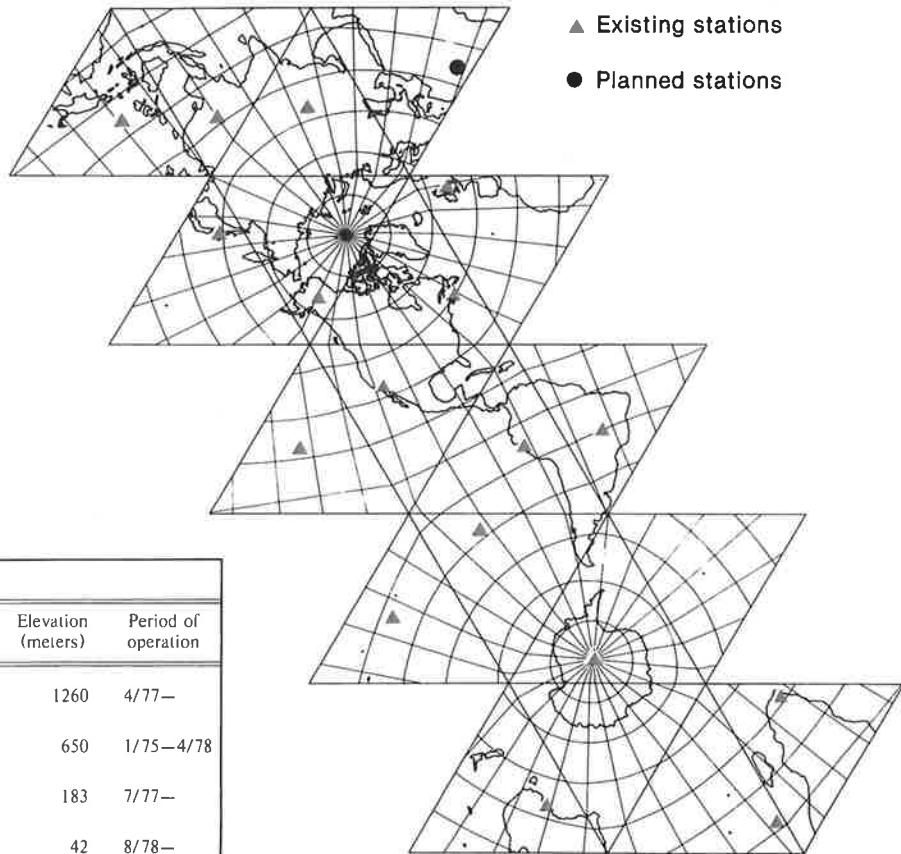 Existing stations
Planned stations
Elevation (meters) Period of operation
1260 4/77—
650 1/75—4/78
183 7/77—
42 8/78—